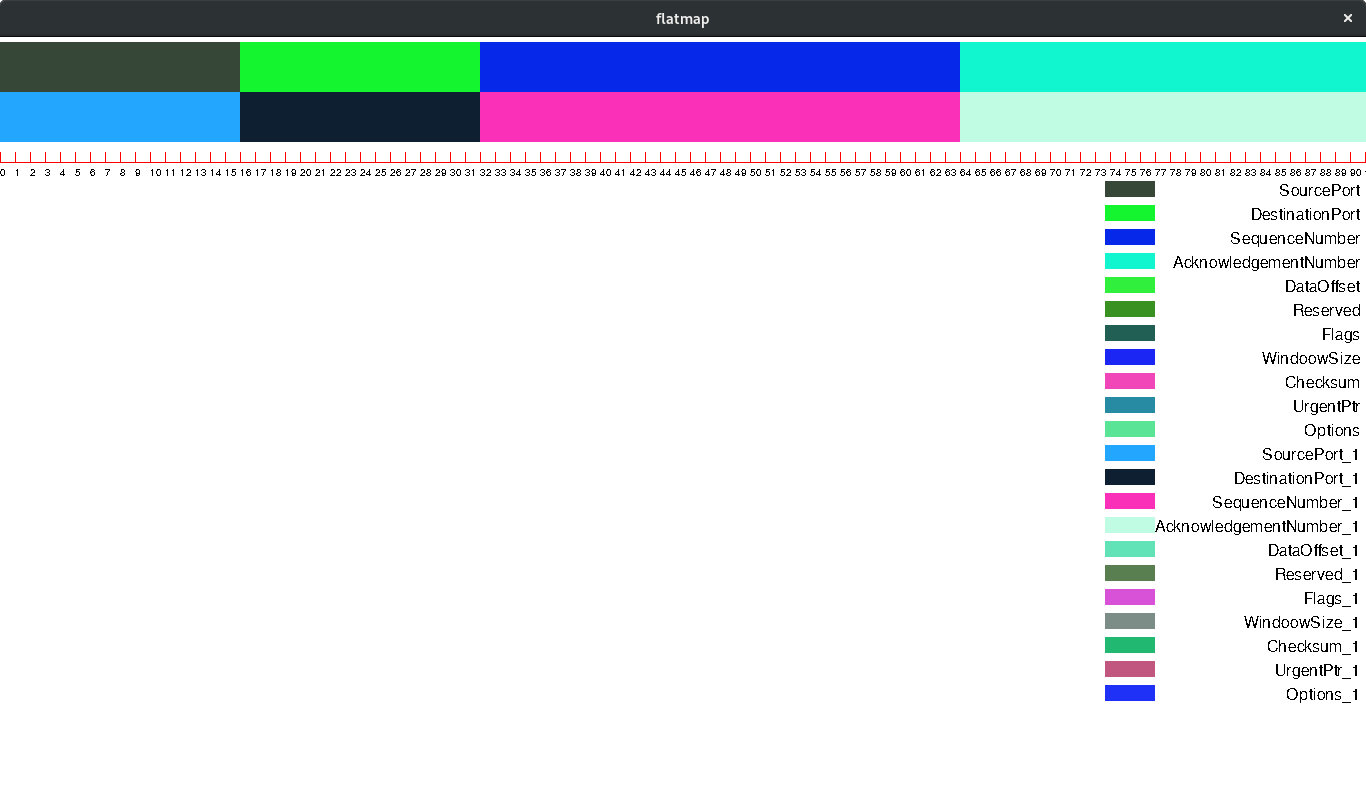 flatmap ×
0 1 2 3 4 5 6 7 8 9 10 11 12 13 14 15 16 17 18 19 20 21 22 23 24 25 26 27 28 29 30 31 32 33 34 35 36 37 38 39 40 41 42 43 44 45 46 47 48 49 50 51 52 53 54 55 56 57 58 59 60 61 62 63 64 65 66 67 68 69 70 71 72 73 74 75 76 77 78 79 80 81 82 83 84 85 86 87 88 89 90
SourcePort
DestinationPort
SequenceNumber
AcknowledgementNumber
DataOffset
Reserved
Flags
WindoowSize
Checksum
UrgentPtr
Options
SourcePort_1
DestinationPort_1
SequenceNumber_1
AcknowledgementNumber_1
DataOffset_1
Reserved_1
Flags_1
WindoowSize_1
Checksum_1
UrgentPtr_1
Options_1